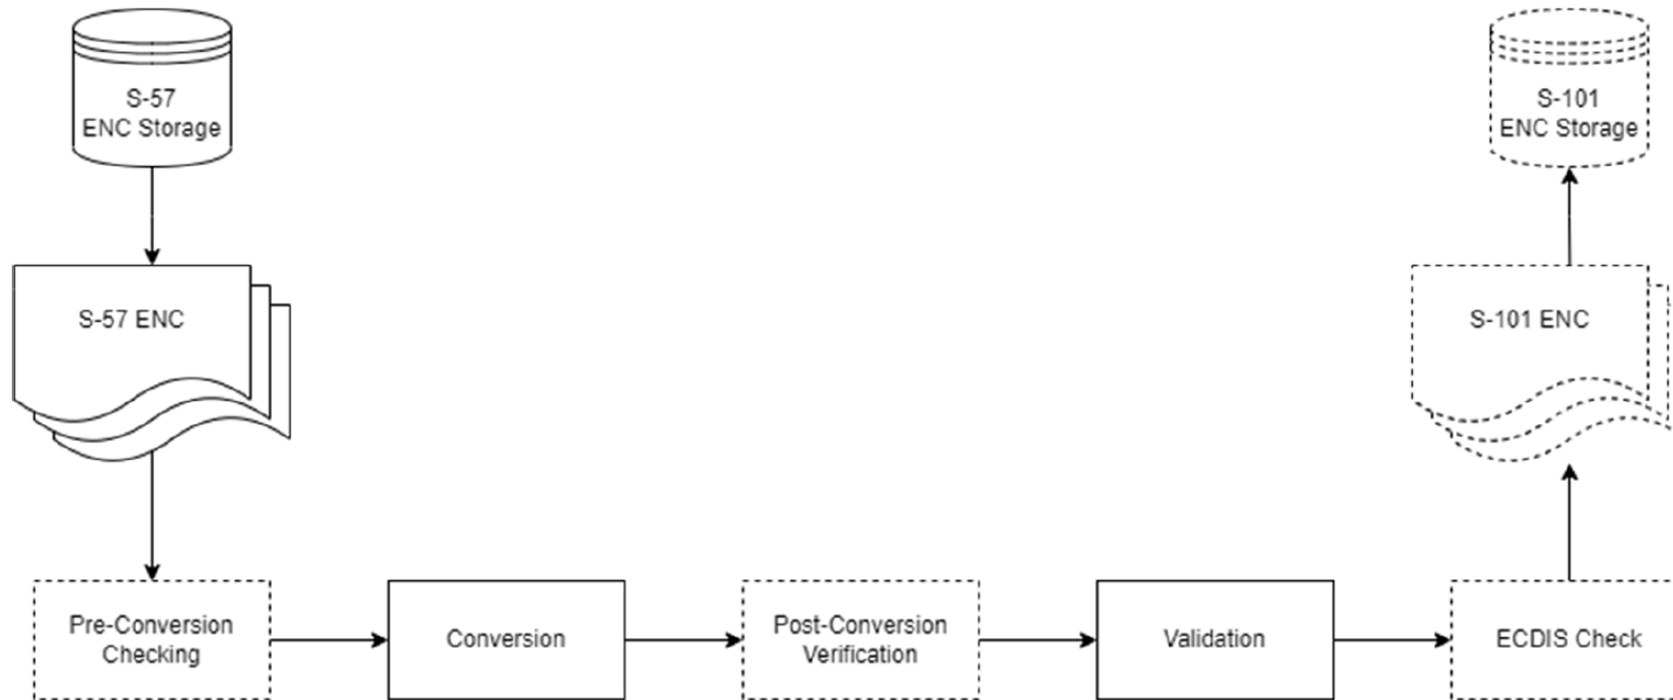 S-57
ENC Storage
S-101
ENC Storage
S-57 ENC
S-101 ENC
Pre-Conversion
Checking
Conversion
Post-Conversion
Verification
Validation
ECDIS Check